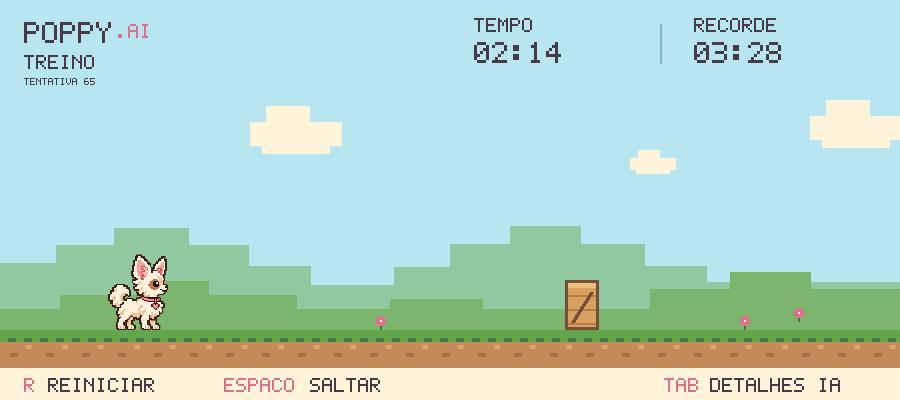 POPPY.AI
TREINO
TENTATIVA 65
TEMPO
02:14
RECORDE
03:28
R REINICIAR
ESPACO SALTAR
TAB DETALHES IA